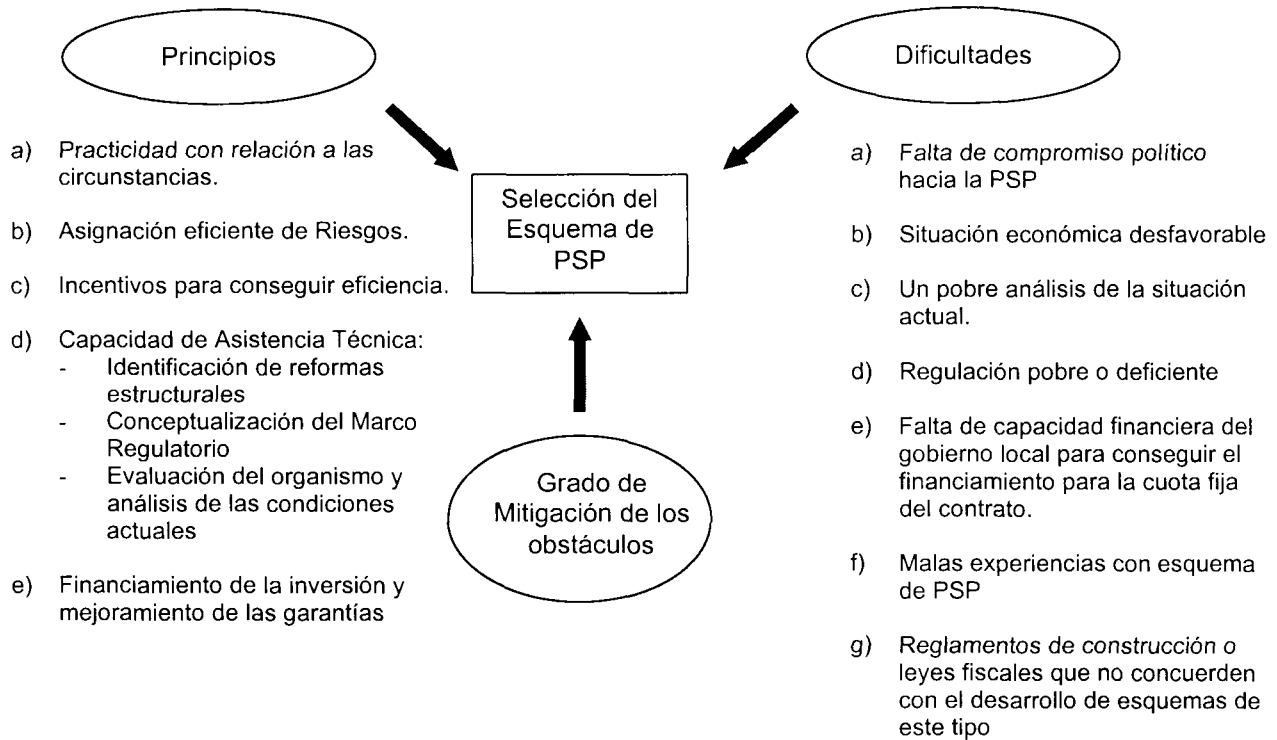 Principios
a) Practicidad con relación a las
circunstancias.
b) Asignación eficiente de Riesgos.
c) Incentivos para conseguir eficiencia.
d) Capacidad de Asistencia Técnica:
- Identificación de reformas
estructurales
- Conceptualización del Marco
Regulatorio
- Evaluación del organismo y
análisis de las condiciones
actuales
e) Financiamiento de la inversión y
mejoramiento de las garantías
Selección del
Esquema de
PSP
Grado de
Mitigación de los
obstáculos
Dificultades
a) Falta de compromiso político
hacia la PSP
b) Situación económica desfavorable
c) Un pobre análisis de la situación
actual.
d) Regulación pobre o deficiente
e) Falta de capacidad financiera del
gobierno local para conseguir el
financiamiento para la cuota fija
del contrato.
f) Malas experiencias con esquema
de PSP
g) Reglamentos de construcción o
leyes fiscales que no concuerden
con el desarrollo de esquemas de
este tipo